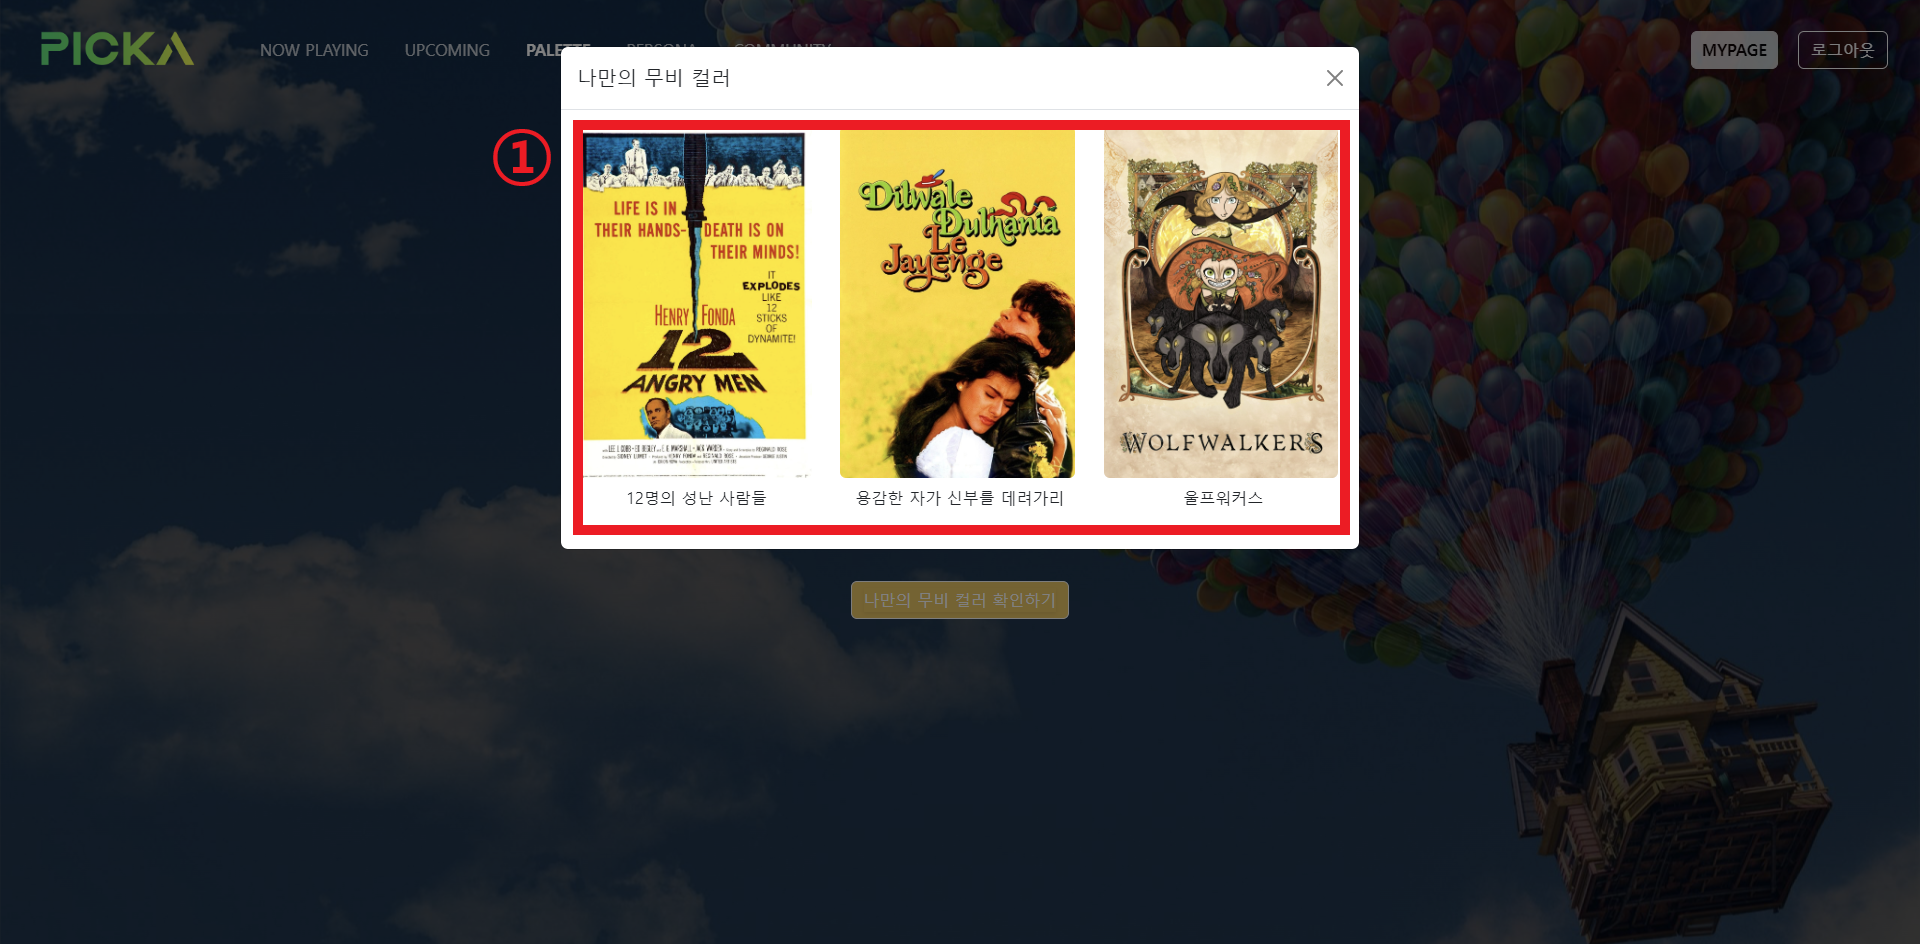 PICKA
NOW PLAYING
UPCOMING
PALETTE
PERSONA
COMMUNITY
MYPAGE
로그아웃
나만의 무비 컬러
①
LIFE IS IN
THEIR HANDS-
DEATH IS ON
THEIR MINDS!
IT
EXPLODES
LIKE
12
STICKS
OF
DYNAMITE!
HENRY FONDA
12
ANGRY MEN
Dilwale
Dulhania
Le
Jayenge
WOLFWALKERS
12명의 성난 사람들
용감한 자가 신부를 데려가리
울프워커스
나만의 무비 컬러 확인하기